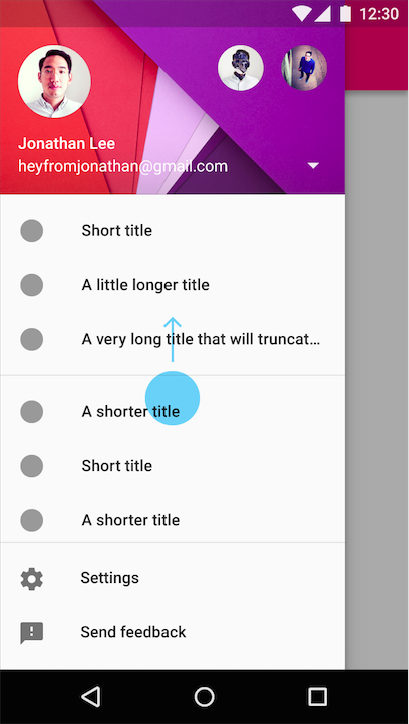 12:30
Jonathan Lee
heyfromjonathan@gmail.com
Short title
A little longer title
A very long title that will truncat...
A shorter title
Short title
A shorter title
Settings
Send feedback